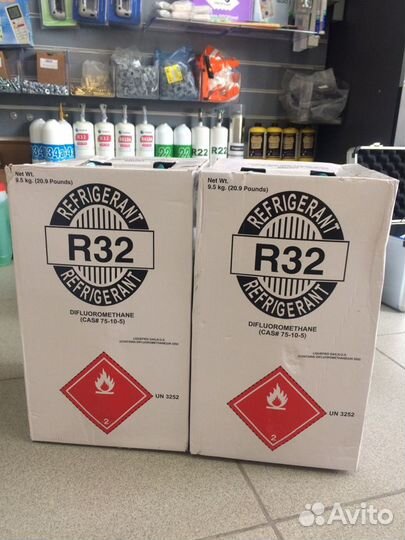 134a
134a
R22
R22
Net Wt.
9.5 kg. (20.9 Pounds)
REFRIGERANT
R32
REFRIGERANT
DIFLUOROMETHANE
(CAS# 75-10-5)
UN 3252
2
Net Wt.
9.5 kg. (20.9 Pounds)
REFRIGERANT
R32
REFRIGERANT
DIFLUOROMETHANE
(CAS# 75-10-5)
UN 3252
2
Avito